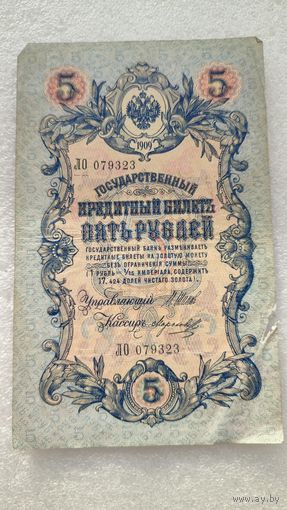 5 5
1909
ЛО 079323
ГОСУДАРСТВЕННЫЙ
КРЕДИТНЫЙ БИЛЕТЪ
ПЯТЬ РУБЛЕЙ
ГОСУДАРСТВЕННЫЙ БАНКЪ РАЗМѢНИВАЕТЪ
КРЕДИТНЫЕ БИЛЕТЫ НА ЗОЛОТУЮ МОНЕТУ
БЕЗЪ ОГРАНИЧЕНІЯ СУММЫ
(1 РУБЛЬ = 1/15 ИМПЕРІАЛА, СОДЕРЖИТЪ
17,424 ДОЛЕЙ ЧИСТАГО ЗОЛОТА).
Управляющій
Кассиръ
ЛО 079323
5
www.ay.by